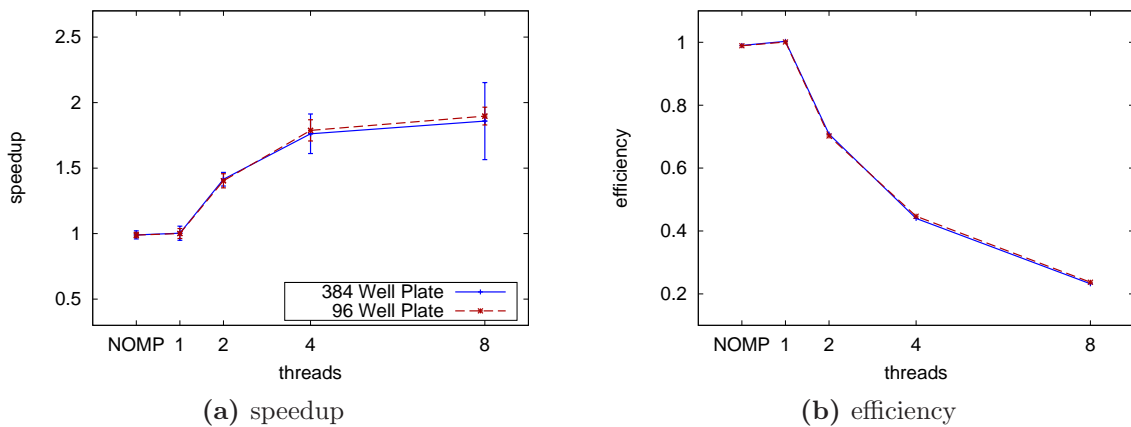 2.5
2
1.5
1
0.5
speedup
384 Well Plate
96 Well Plate
NOMP 1 2 4 8
threads
(a) speedup
1
0.8
0.6
0.4
0.2
efficiency
NOMP 1 2 4 8
threads
(b) efficiency